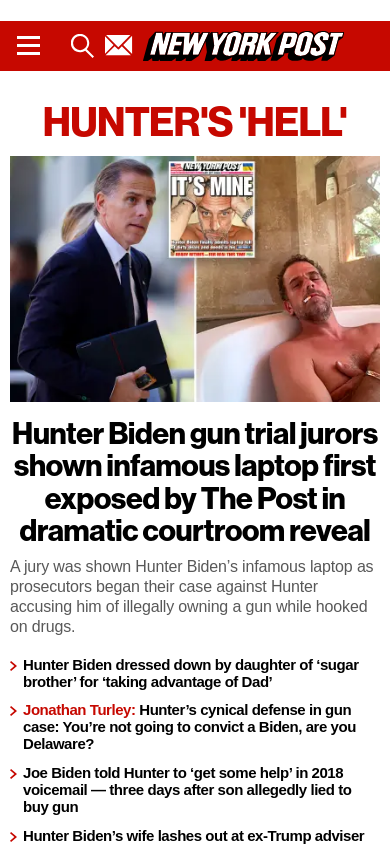 NEW YORK POST
HUNTER'S 'HELL'
NEW YORK POST
IT'S MINE
Hunter Biden gun trial jurors
shown infamous laptop first
exposed by The Post in
dramatic courtroom reveal
A jury was shown Hunter Biden’s infamous laptop as
prosecutors began their case against Hunter
accusing him of illegally owning a gun while hooked
on drugs.
Hunter Biden dressed down by daughter of ‘sugar
brother’ for ‘taking advantage of Dad’
Jonathan Turley: Hunter’s cynical defense in gun
case: You’re not going to convict a Biden, are you
Delaware?
Joe Biden told Hunter to ‘get some help’ in 2018
voicemail — three days after son allegedly lied to
buy gun
Hunter Biden’s wife lashes out at ex-Trump adviser